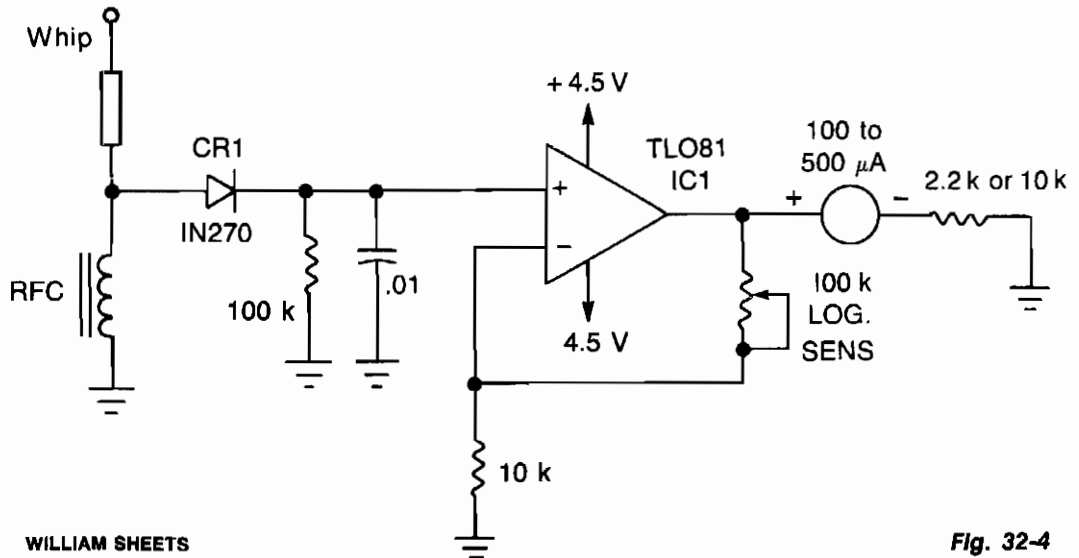 Whip
+ 4.5 V
TLO81
IC1
100 to
500 μA
CR1
+
-
2.2 k or 10 k
+
IN270
-
RFC
100 k
.01
4.5 V
100 k
LOG.
SENS
10 k
WILLIAM SHEETS
Fig. 32-4